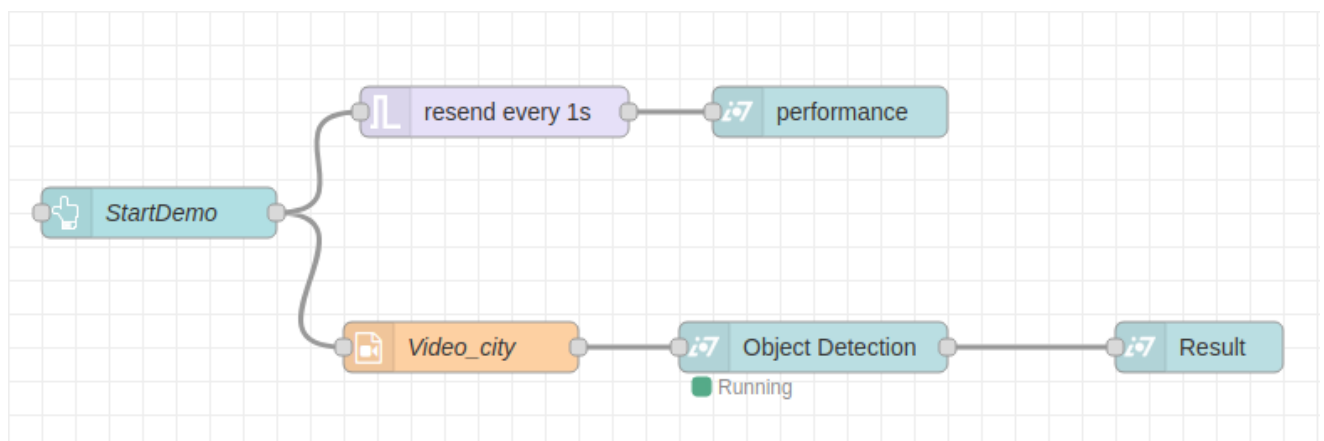 resend every 1s
performance
StartDemo
Video_city
Object Detection
Result
Running